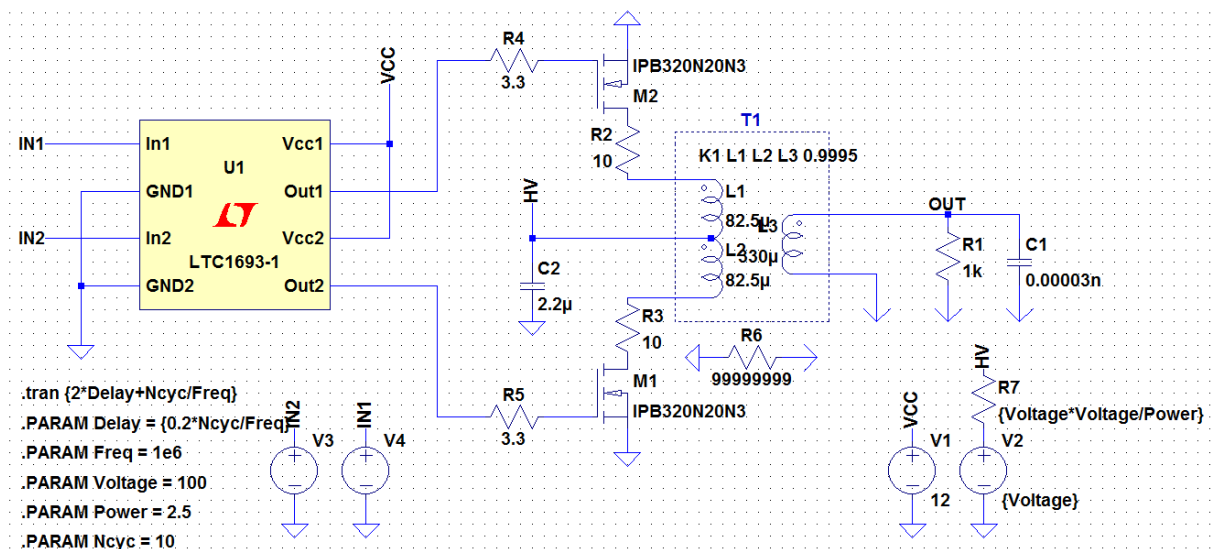 R4
3.3
IPB320N20N3
M2
VCC
T1
R2
10
K1 L1 L2 L3 0.9995
IN1
In1
Vcc1
U1
GND1
Out1
HV
L1
82.5µ
OUT
IN2
In2
Vcc2
L3
R1
1k
C1
0.00003n
LTC1693-1
L2
330µ
C2
2.2µ
82.5µ
GND2
Out2
R3
10
R6
99999999
HV
.tran {2*Delay+Ncyc/Freq}
M1
IPB320N20N3
R7
{Voltage*Voltage/Power}
.PARAM Delay = {0.2*Ncyc/Freq}
IN2
IN1
R5
3.3
VCC
.PARAM Freq = 1e6
V3
V4
V1
V2
.PARAM Voltage = 100
12
{Voltage}
.PARAM Power = 2.5
.PARAM Ncyc = 10